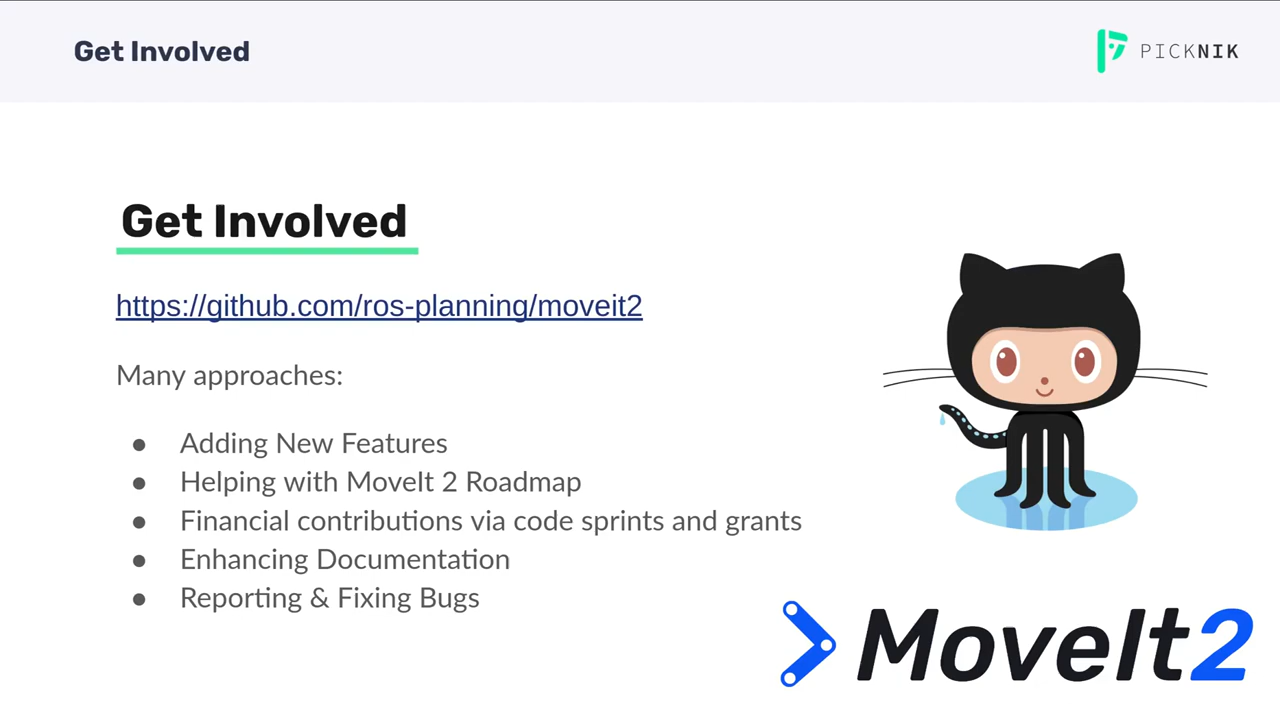 Get Involved
PICKNIK
Get Involved
https://github.com/ros-planning/moveit2
Many approaches:
● Adding New Features
● Helping with MoveIt 2 Roadmap
● Financial contributions via code sprints and grants
● Enhancing Documentation
● Reporting & Fixing Bugs
MoveIt2